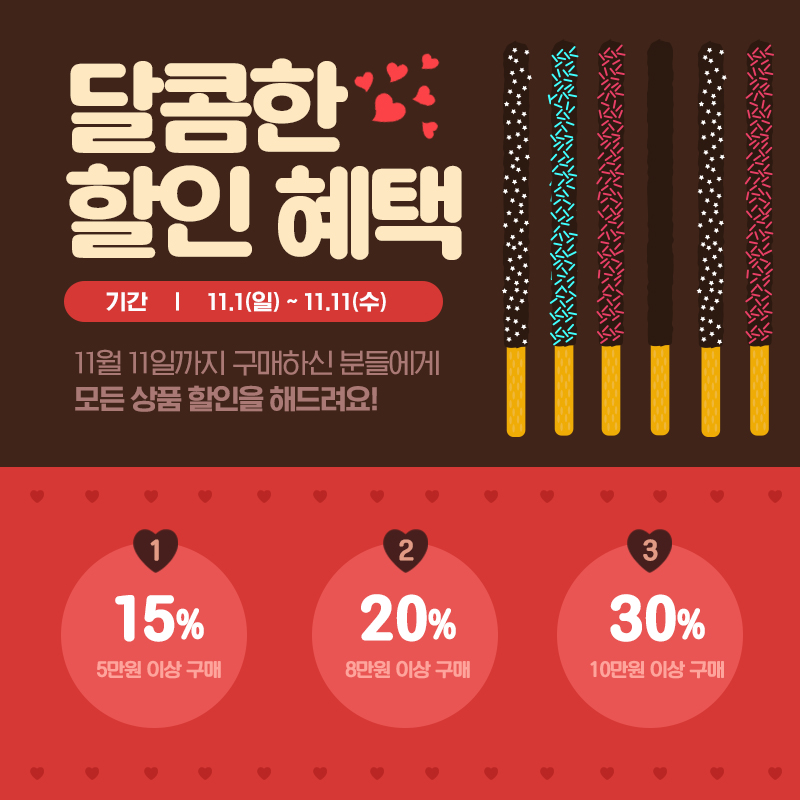 달콤한
할인 혜택
기간 | 11.1(일) ~ 11.11(수)
11월 11일까지 구매하신 분들에게
모든 상품 할인을 해드려요!
1
15%
5만원 이상 구매
2
20%
8만원 이상 구매
3
30%
10만원 이상 구매